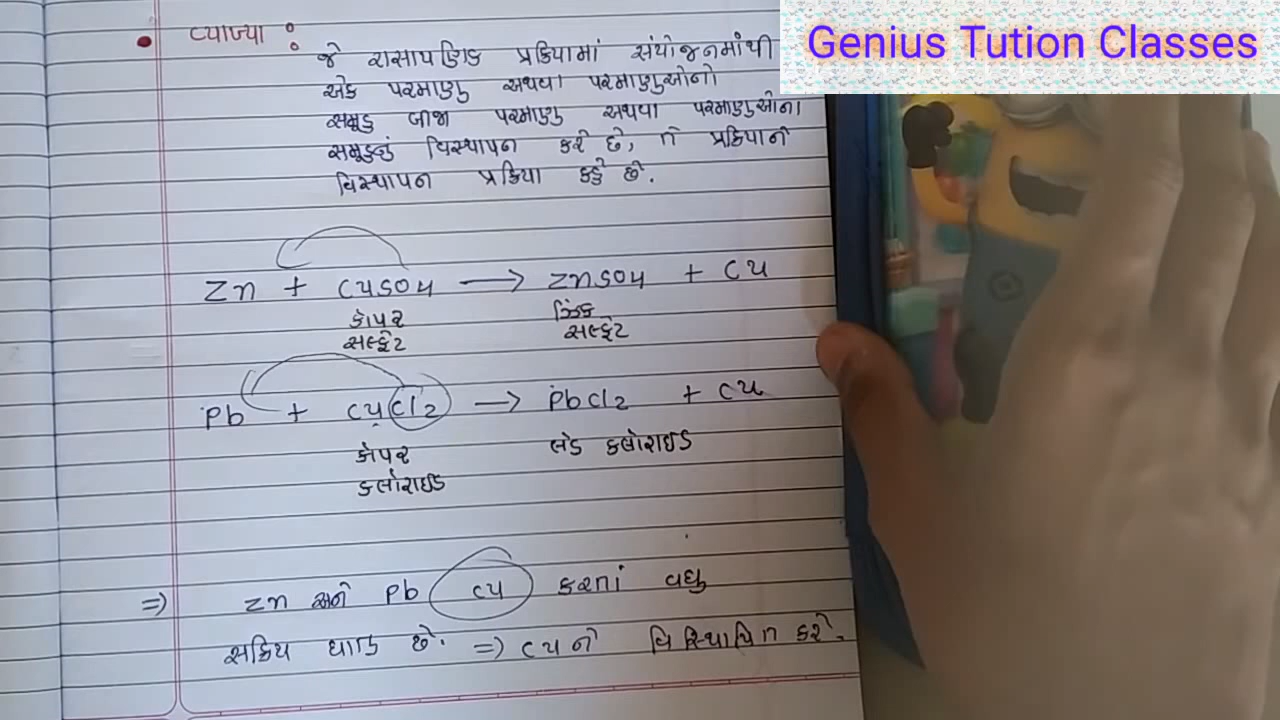 Genius Tution Classes
• વ્યાખ્યા :
જે રાસાયણિક પ્રક્રિયામાં સંયોજનમાંથી
એક પરમાણુ અથવા પરમાણુઓનો
સમૂહ બીજા પરમાણુ અથવા પરમાણુઓના
સમૂહનું વિસ્થાપન કરે છે, તે પ્રક્રિયાને
વિસ્થાપન પ્રક્રિયા કહે છે.
Zn + CuSO4 → ZnSO4 + Cu
કોપર ઝિંક
સલ્ફેટ સલ્ફેટ
Pb + CuCl2 → PbCl2 + Cu
કોપર લેડ ક્લોરાઇડ
ક્લોરાઈડ
⇒) Zn અને Pb Cu કરતાં વધુ
સક્રિય ધાતુ છે. ⇒) Cu ને વિસ્થાપિત કરે.